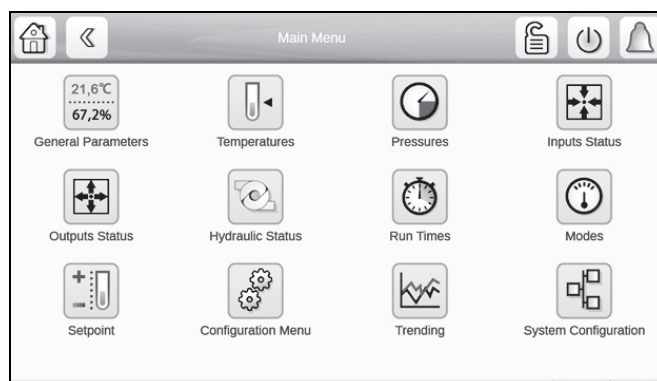 Main Menu
21,6℃
67,2%
General Parameters
Temperatures
Pressures
Inputs Status
Outputs Status
Hydraulic Status
Run Times
Modes
Setpoint
Configuration Menu
Trending
System Configuration